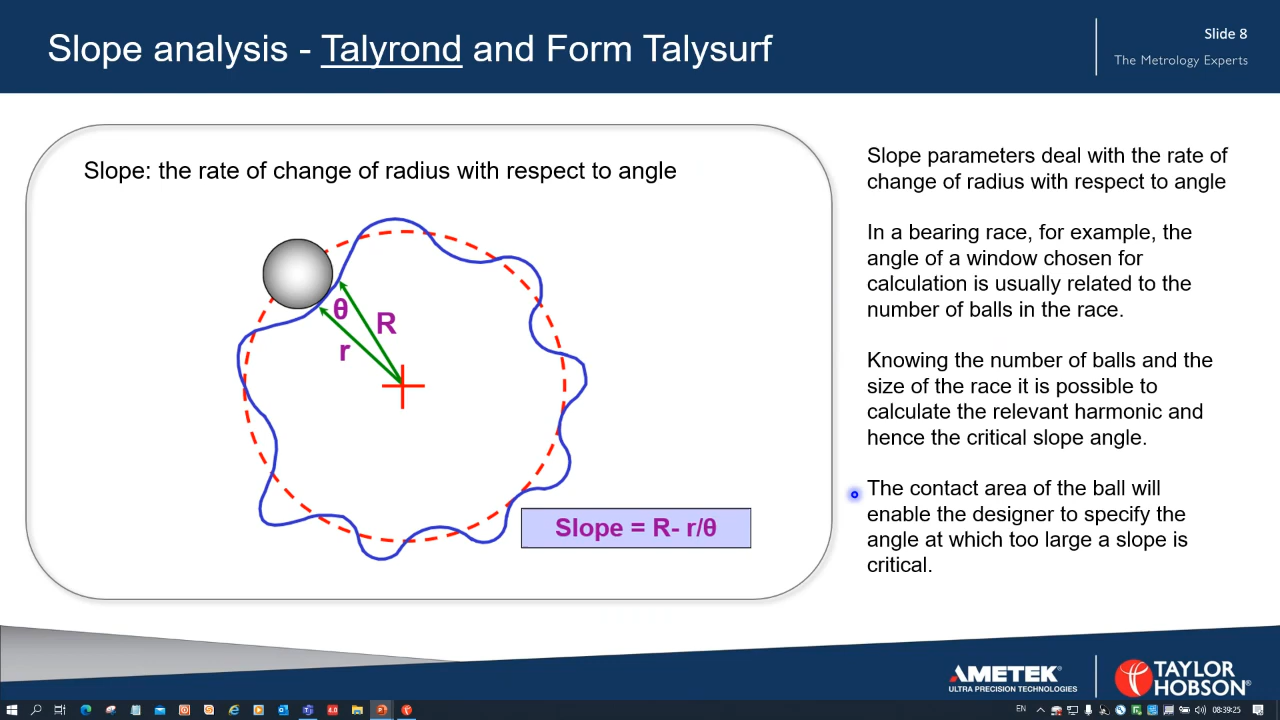 Slope analysis - Talyrond and Form Talysurf
Slide 8
The Metrology Experts
Slope: the rate of change of radius with respect to angle
θ
R
r
Slope = R- r/θ
Slope parameters deal with the rate of
change of radius with respect to angle
In a bearing race, for example, the
angle of a window chosen for
calculation is usually related to the
number of balls in the race.
Knowing the number of balls and the
size of the race it is possible to
calculate the relevant harmonic and
hence the critical slope angle.
The contact area of the ball will
enable the designer to specify the
angle at which too large a slope is
critical.
AMETEK®
ULTRA PRECISION TECHNOLOGIES
TAYLOR
HOBSON®
EN
08:39:25